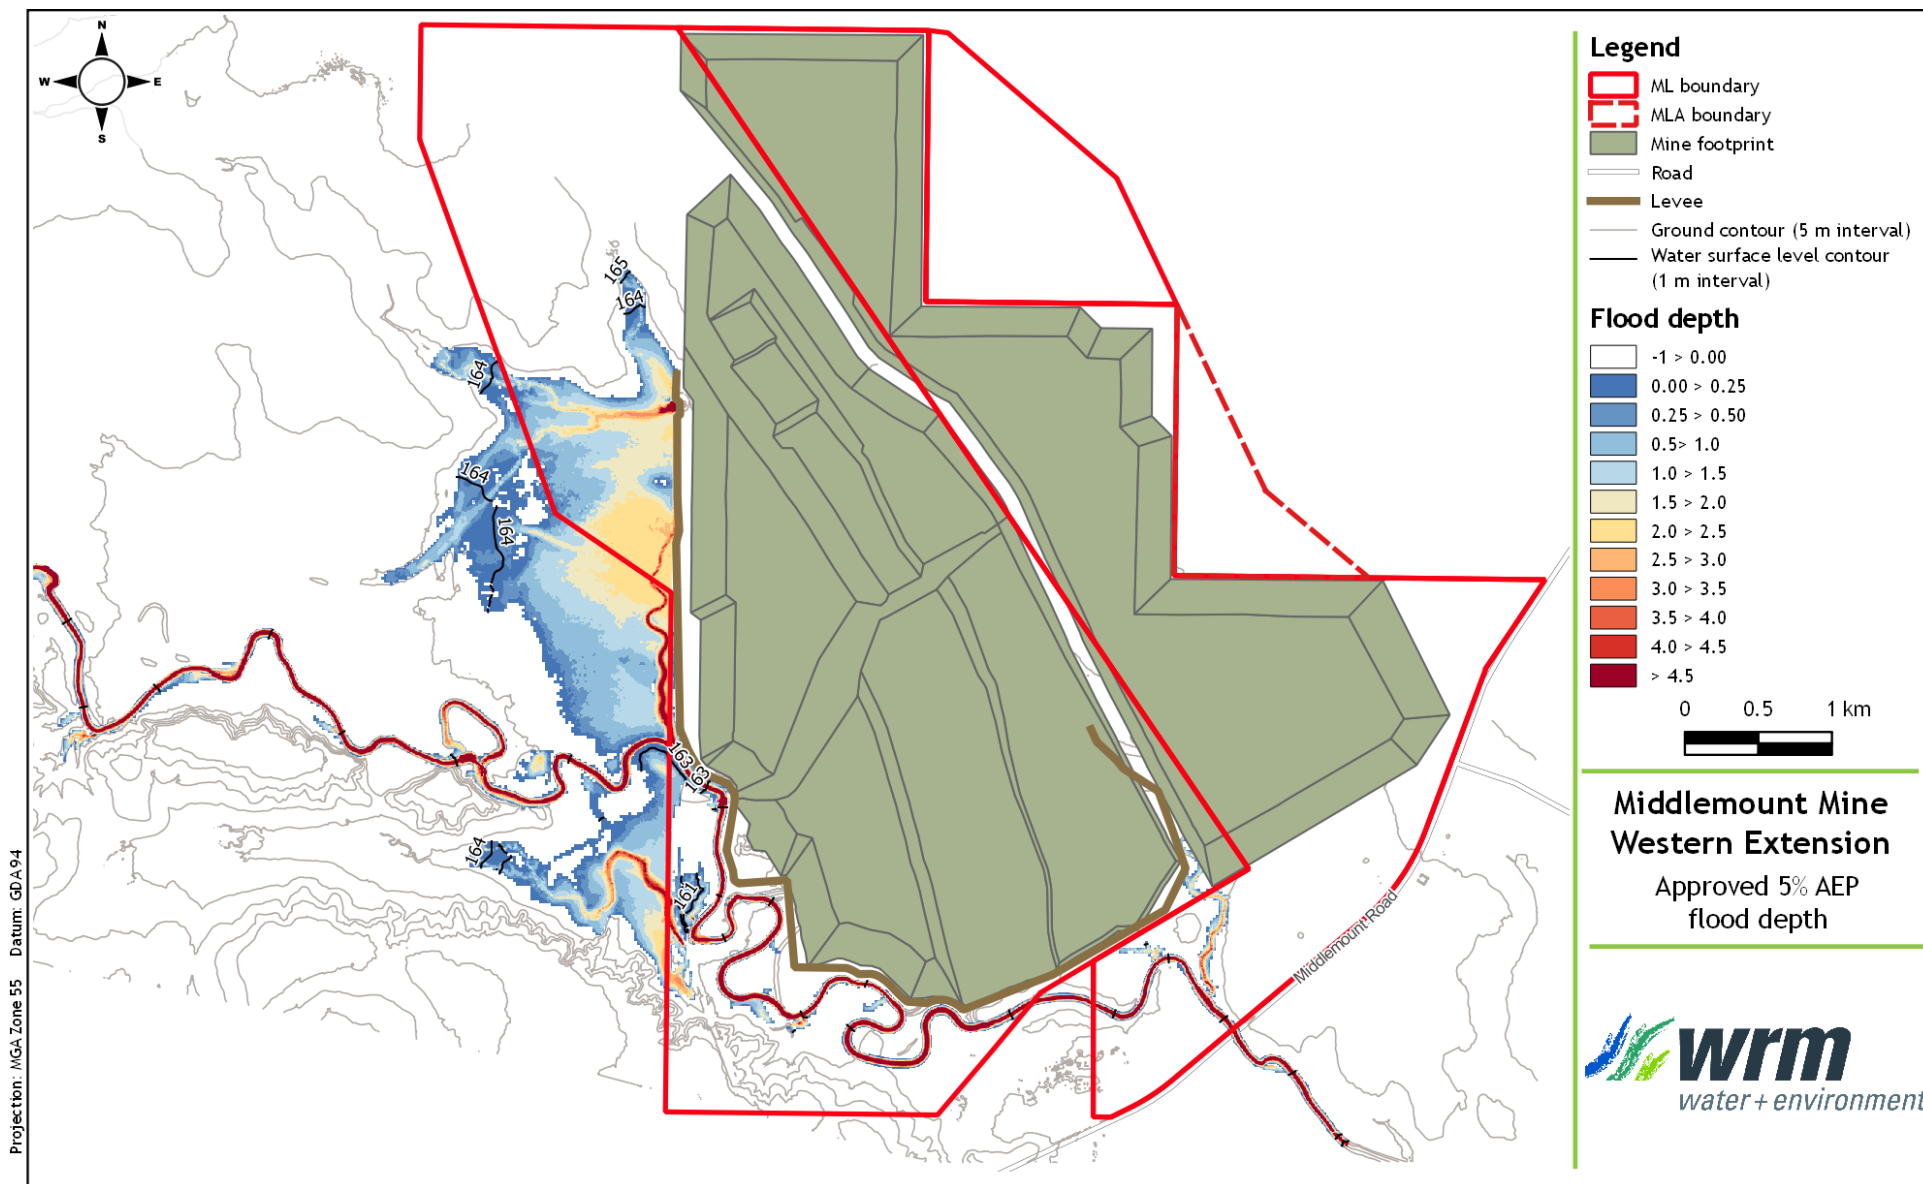 N
W
E
S
165
164
164
164
164
163
163
164
161
Middlemount Road
Projection: MGA Zone 55 Datum: GDA94
Legend
ML boundary
MLA boundary
Mine footprint
Road
Levee
Ground contour (5 m interval)
Water surface level contour
(1 m interval)
Flood depth
-1 > 0.00
0.00 > 0.25
0.25 > 0.50
0.5> 1.0
1.0 > 1.5
1.5 > 2.0
2.0 > 2.5
2.5 > 3.0
3.0 > 3.5
3.5 > 4.0
4.0 > 4.5
> 4.5
0 0.5 1 km
Middlemount Mine
Western Extension
Approved 5% AEP
flood depth
wrm
water + environment